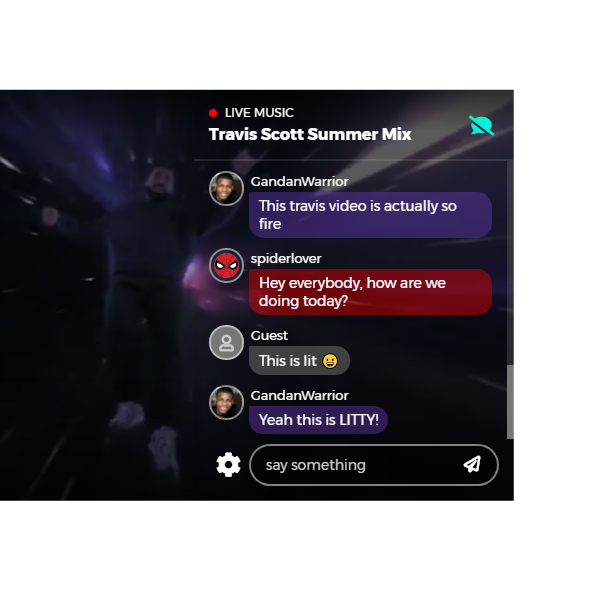 LIVE MUSIC
Travis Scott Summer Mix
GandanWarrior
This travis video is actually so
fire
spiderlover
Hey everybody, how are we
doing today?
Guest
This is lit 😀
GandanWarrior
Yeah this is LITTY!
say something